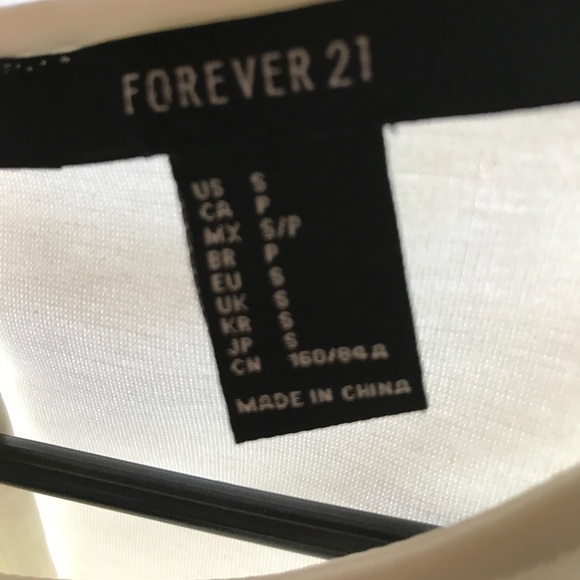 FOREVER 21
US S
CA P
MX S/P
BR P
EU S
UK S
KR S
JP S
CN 160/84A
MADE IN CHINA